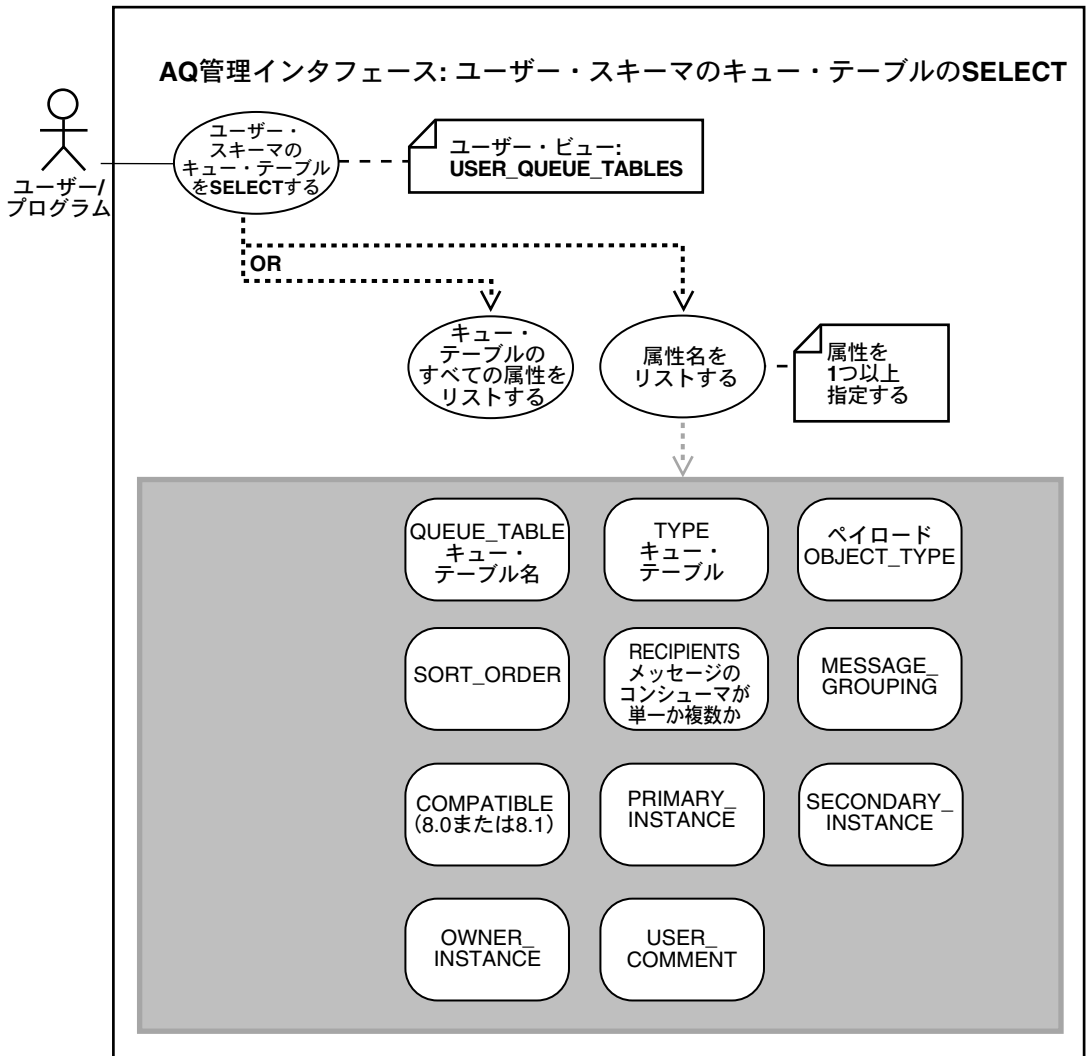 AQ管理インタフェース: ユーザー・スキーマのキュー・テーブルのSELECT
ユーザー/
プログラム
ユーザー・
スキーマの
キュー・テーブル
をSELECTする
ユーザー・ビュー:
USER_QUEUE_TABLES
OR
キュー・
テーブルの
すべての属性を
リストする
属性名を
リストする
属性を
1つ以上
指定する
QUEUE_TABLE
キュー・
テーブル名
TYPE
キュー・
テーブル
ペイロード
OBJECT_TYPE
SORT_ORDER
RECIPIENTS
メッセージの
コンシューマが
単一か複数か
MESSAGE_
GROUPING
COMPATIBLE
(8.0または8.1)
PRIMARY_
INSTANCE
SECONDARY_
INSTANCE
OWNER_
INSTANCE
USER_
COMMENT